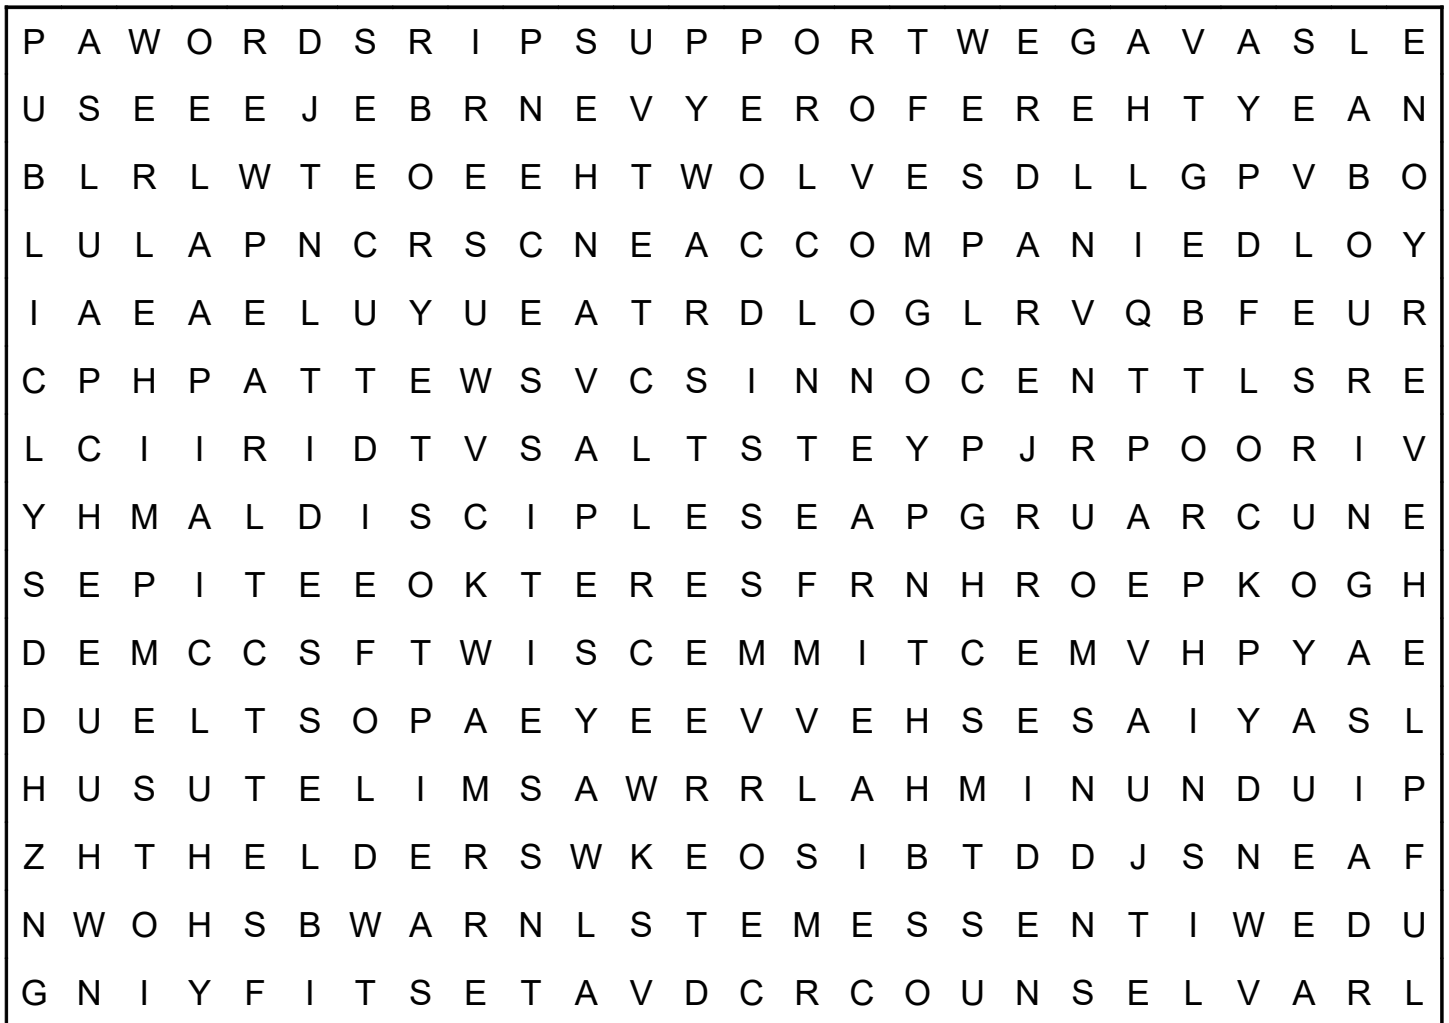 P A W O R D S R I P S U P P O R T W E G A V A S L E
U S E E E J E B R N E V Y E R O F E R E H T Y E A N
B L R L W T E O E E H T W O L V E S D L L G P V B O
L U L A P N C R S C N E A C C O M P A N I E D L O Y
I A E A E L U Y U E A T R D L O G L R V Q B F E U R
C P H P A T T E W S V C S I N N O C E N T T L S R E
L C I I R I D T V S A L T S T E Y P J R P O O R I V
Y H M A L D I S C I P L E S E A P G R U A R C U N E
S E P I T E E O K T E R E S F R N H R O E P K O G H
D E M C C S F T W I S C E M M I T C E M V H P Y A E
D U E L T S O P A E Y E E V V E H S E S A I Y A S L
H U S U T E L I M S A W R R L A H M I N U N D U I P
Z H T H E L D E R S W K E O S I B T D D J S N E A F
N W O H S B W A R N L S T E M E S S E N T I W E D U
G N I Y F I T S E T A V D C R C O U N S E L V A R L